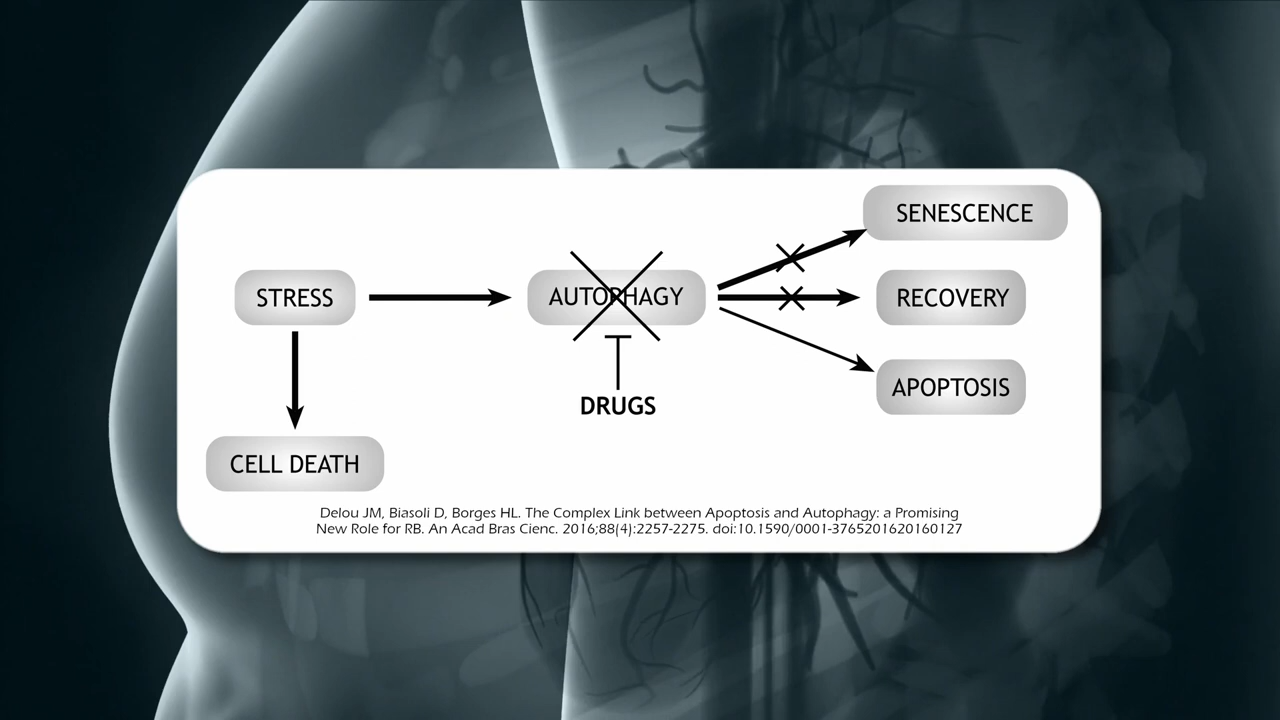 SENESCENCE
STRESS
AUTOPHAGY
RECOVERY
APOPTOSIS
DRUGS
CELL DEATH
Delou JM, Biasoli D, Borges HL. The Complex Link between Apoptosis and Autophagy: a Promising
New Role for RB. An Acad Bras Cienc. 2016;88(4):2257-2275. doi:10.1590/0001-3765201620160127